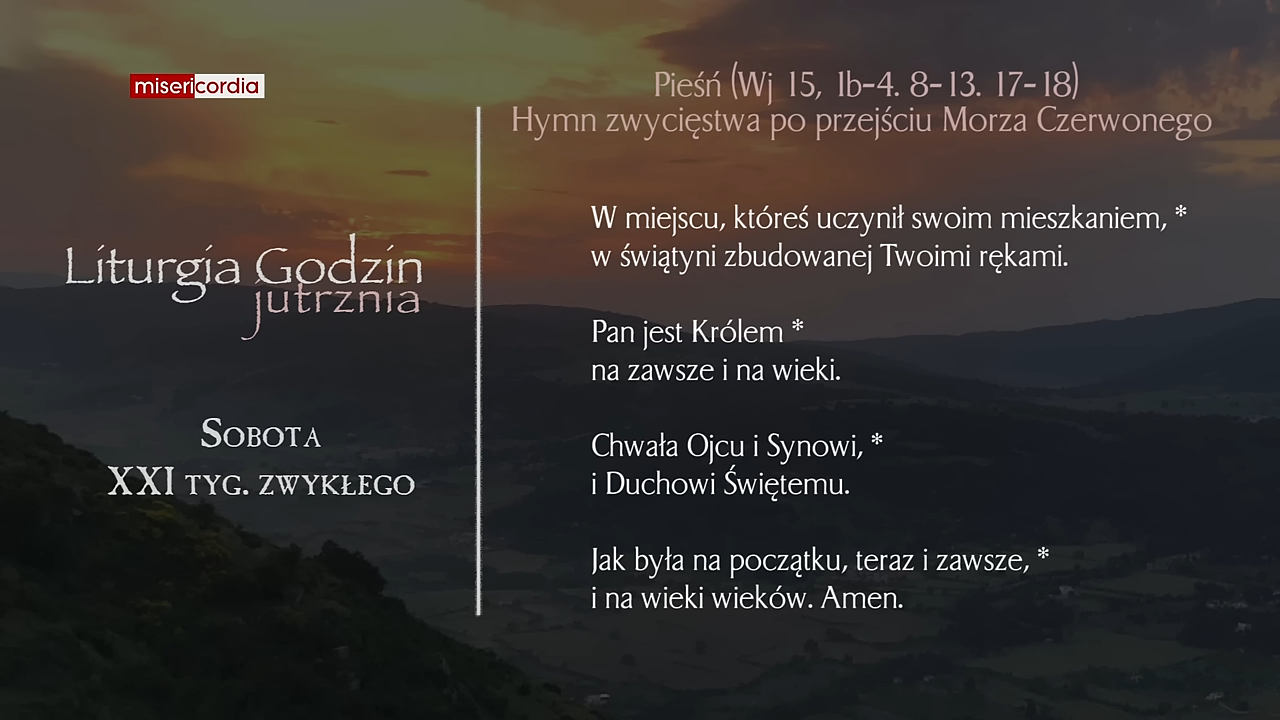 misericordia
Liturgia Godzin
jutrznia
Sobota
XXI tyg. zwykłego
Pieśń (Wj 15, 1b-4. 8-13. 17-18)
Hymn zwycięstwa po przejściu Morza Czerwonego
W miejscu, któreś uczynił swoim mieszkaniem, *
w świątyni zbudowanej Twoimi rękami.
Pan jest Królem *
na zawsze i na wieki.
Chwała Ojcu i Synowi, *
i Duchowi Świętemu.
Jak była na początku, teraz i zawsze, *
i na wieki wieków. Amen.